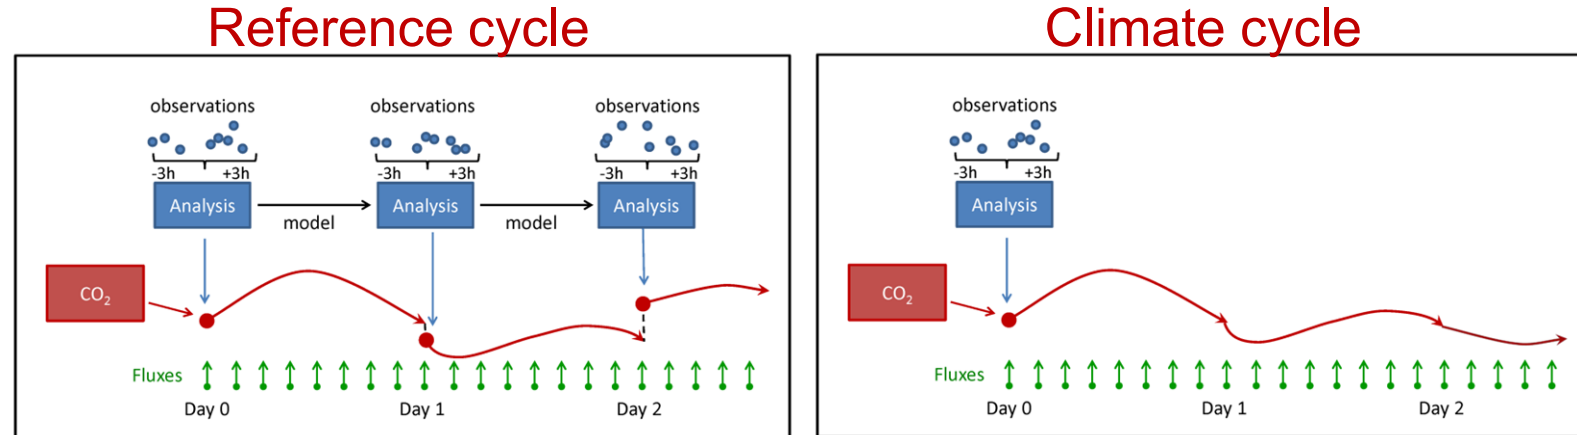 Reference cycle
observations observations observations
-3h +3h -3h +3h -3h +3h
Analysis Analysis Analysis
model model
CO₂
Fluxes
Day 0 Day 1 Day 2
Climate cycle
observations
-3h +3h
Analysis
CO₂
Fluxes
Day 0 Day 1 Day 2